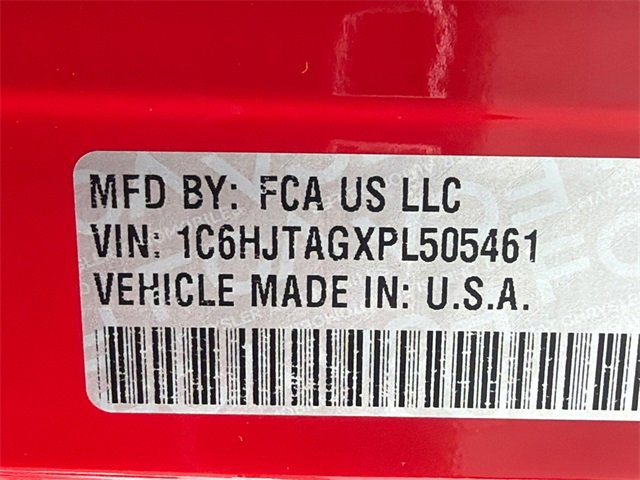 MFD BY: FCA US LLC
VIN: 1C6HJTAGXPL505461
VEHICLE MADE IN: U.S.A.